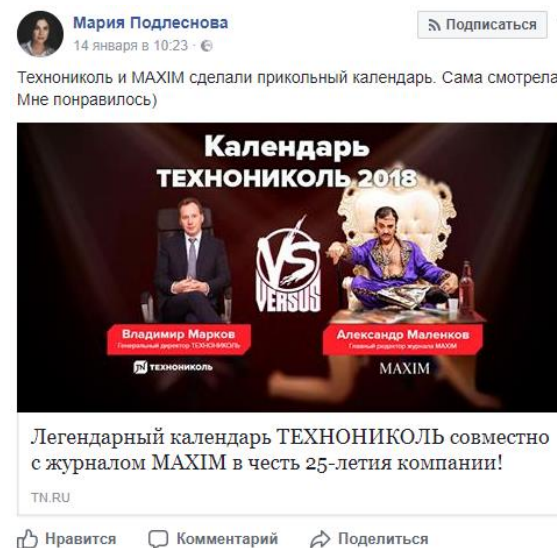 Мария Подлеснова
Подписаться
14 января в 10:23 ·
Технониколь и MAXIM сделали прикольный календарь. Сама смотрела
Мне понравилось)
Календарь
ТЕХНОНИКОЛЬ 2018
VS
VERSUS
Владимир Марков
Генеральный директор ТЕХНОНИКОЛЬ
ТЕХНОНИКОЛЬ
Александр Маленков
Главный редактор журнала MAXIM
MAXIM
Легендарный календарь ТЕХНОНИКОЛЬ совместно
с журналом MAXIM в честь 25-летия компании!
TN.RU
Нравится Комментарий Поделиться